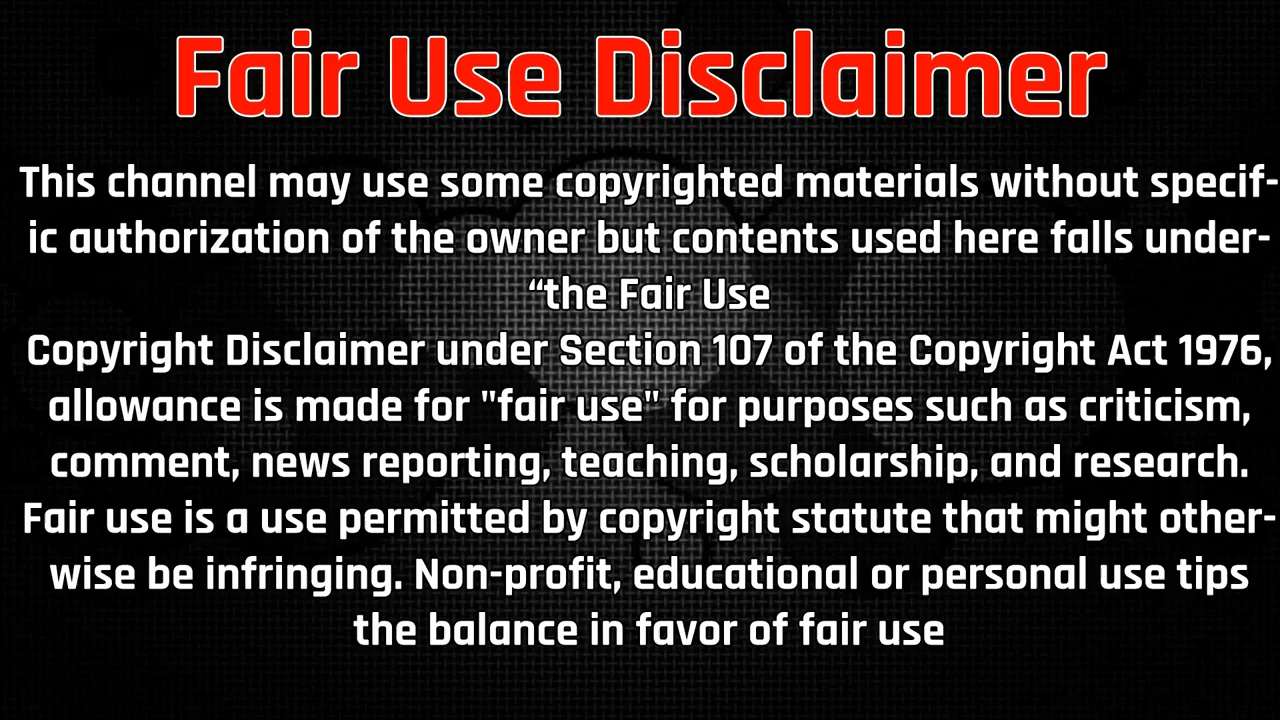 Fair Use Disclaimer
This channel may use some copyrighted materials without specif-
ic authorization of the owner but contents used here falls under-
“the Fair Use
Copyright Disclaimer under Section 107 of the Copyright Act 1976,
allowance is made for "fair use" for purposes such as criticism,
comment, news reporting, teaching, scholarship, and research.
Fair use is a use permitted by copyright statute that might other-
wise be infringing. Non-profit, educational or personal use tips
the balance in favor of fair use